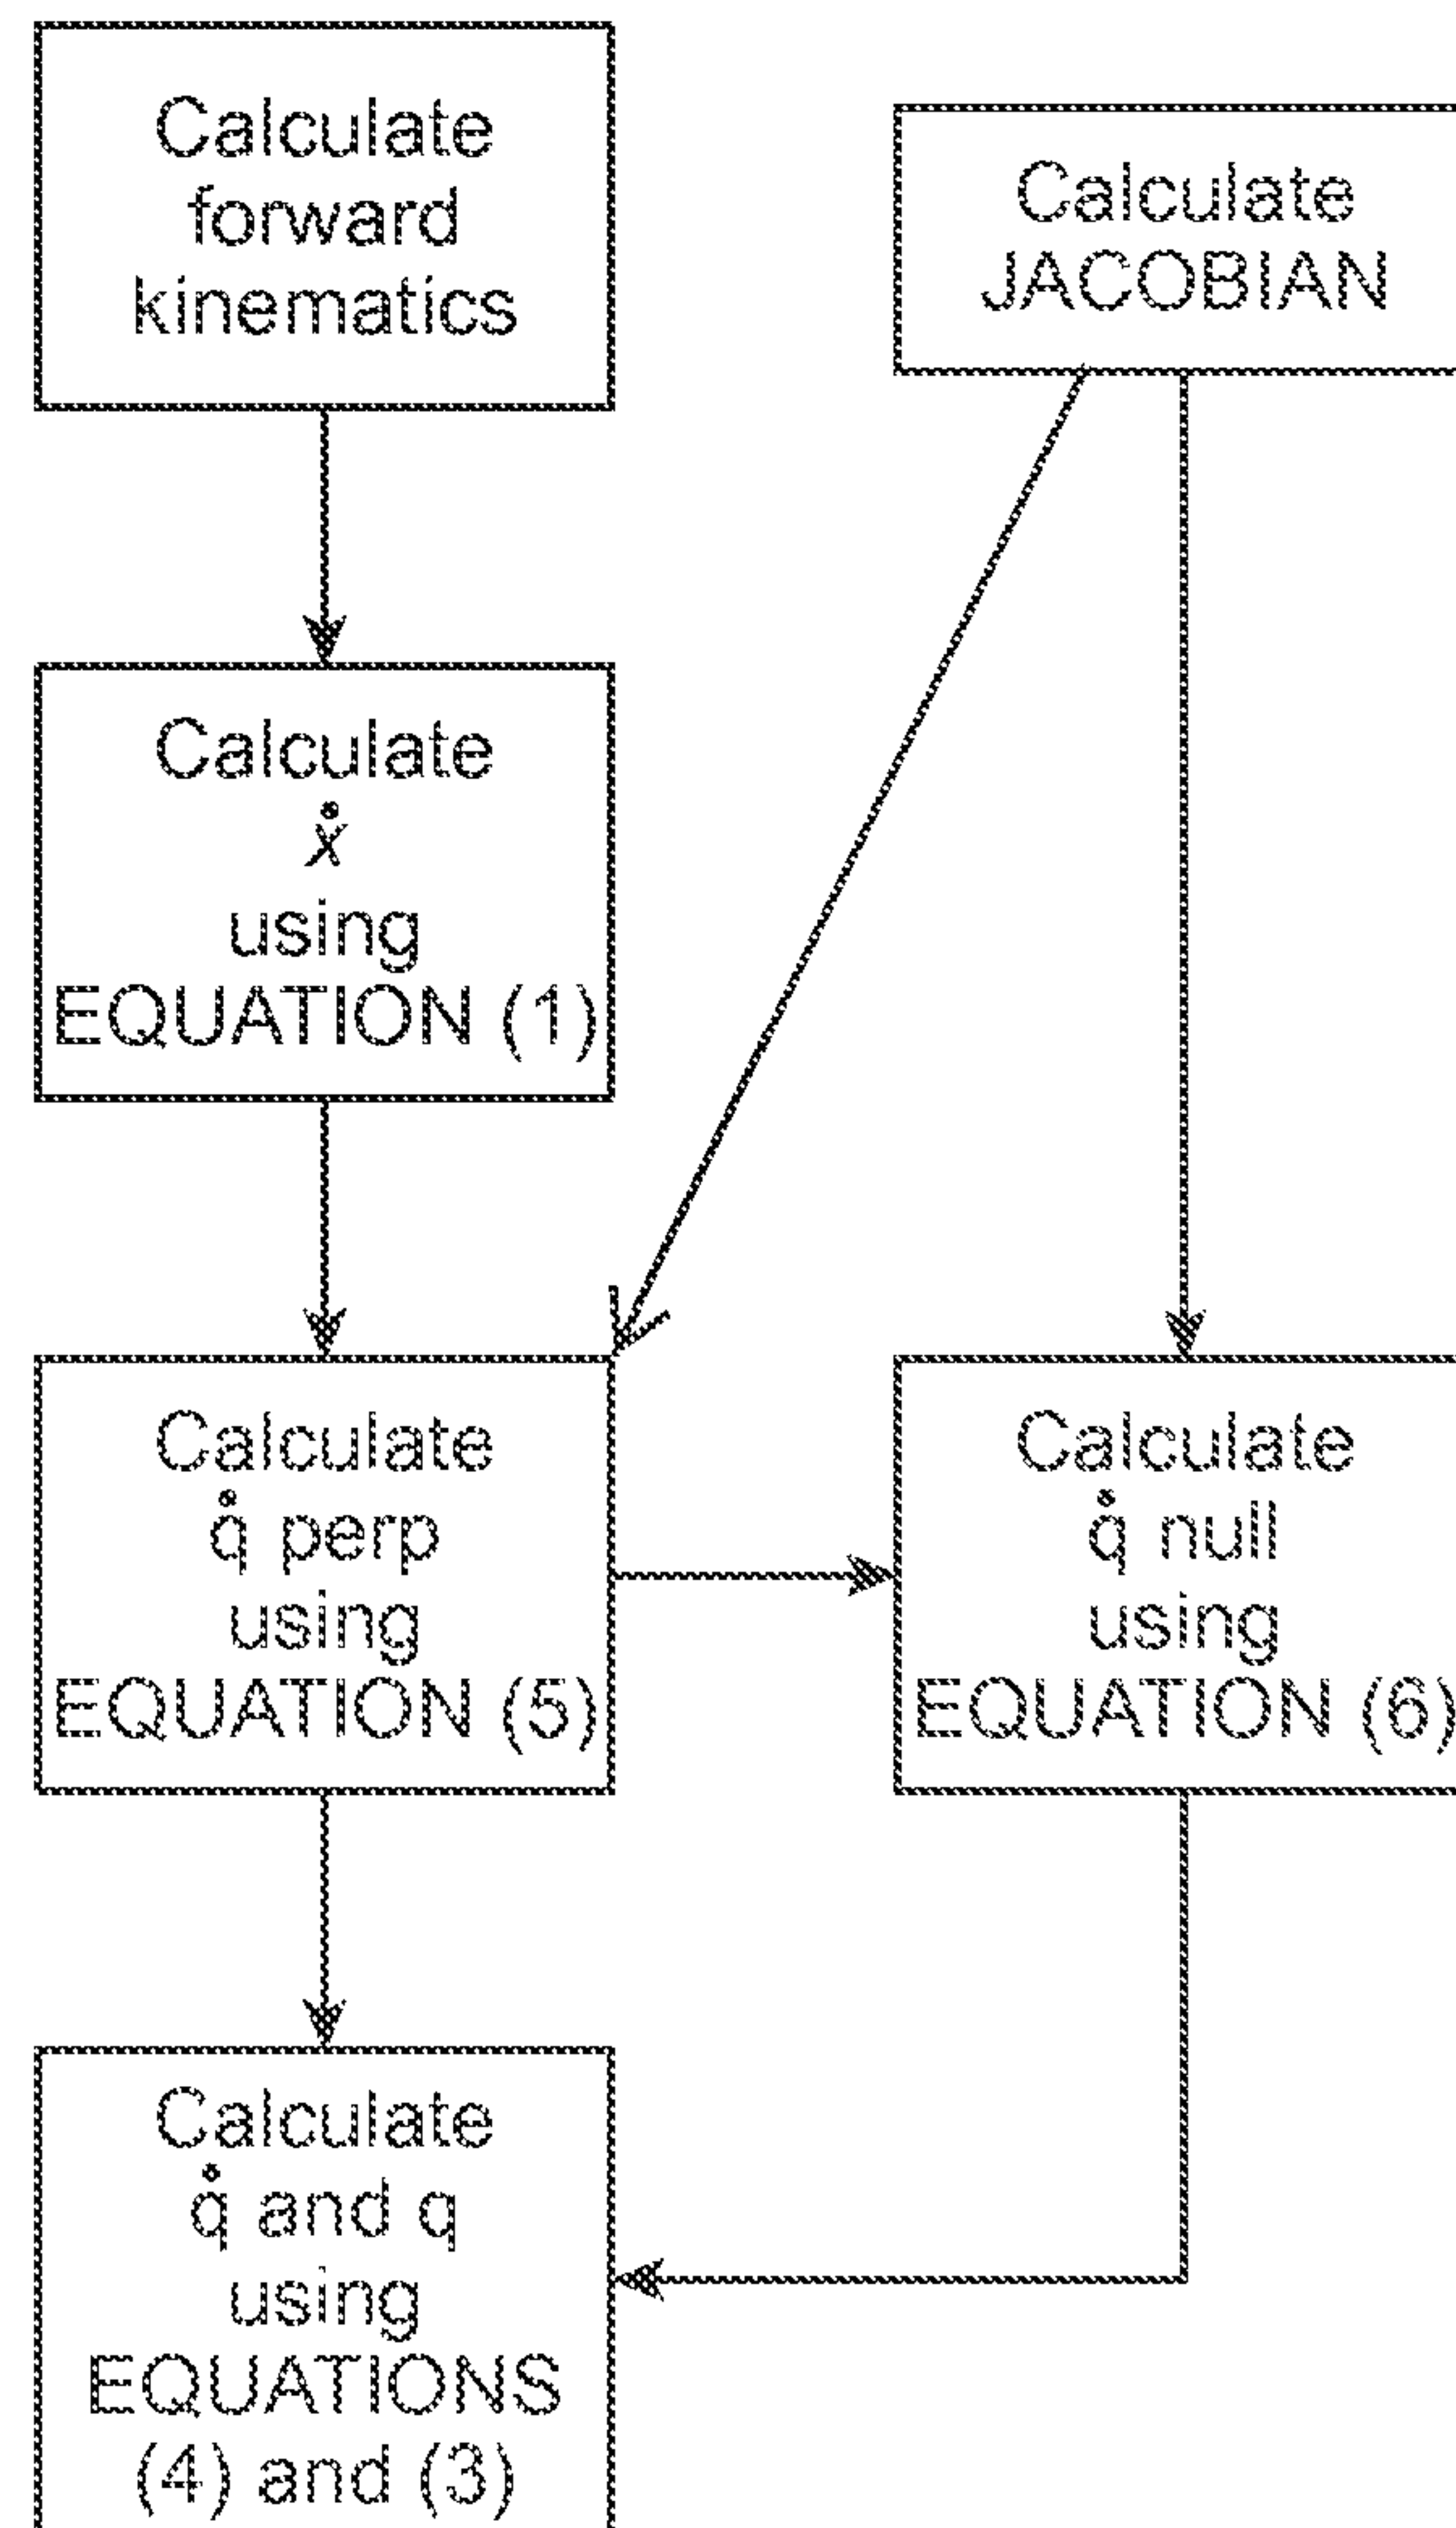 Calculate
forward
kinematics
Calculate
JACOBIAN
Calculate
ẋ
using
EQUATION (1)
Calculate
q̇ perp
using
EQUATION (5)
Calculate
q̇ null
using
EQUATION (6)
Calculate
q̇ and q
using
EQUATIONS
(4) and (3)